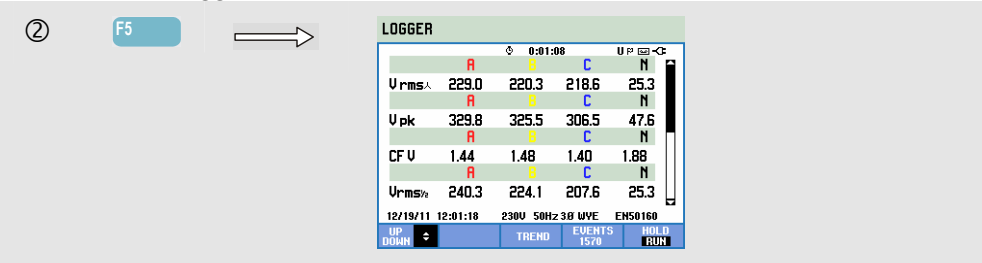 ② F5 LOGGER
0:01:08 U
A B C N
V rms⅄ 229.0 220.3 218.6 25.3
A B C N
V pk 329.8 325.5 306.5 47.6
A B C N
CF V 1.44 1.48 1.40 1.88
A B C N
Vrms½ 240.3 224.1 207.6 25.3
12/19/11 12:01:18 230V 50Hz 3Ø WYE EN50160
UP DOWN TREND EVENTS 1570 HOLD RUN